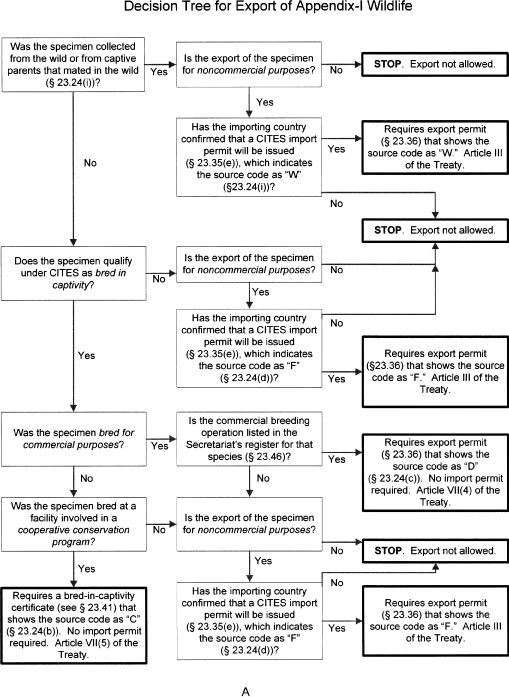 Decision Tree for Export of Appendix-I Wildlife
Was the specimen collected
from the wild or from captive
parents that mated in the wild
(§ 23.24(i))?
Yes
Is the export of the specimen
for noncommercial purposes?
No
STOP. Export not allowed.
Yes
Has the importing country
confirmed that a CITES import
permit will be issued
(§ 23.35(e)), which indicates
the source code as “W”
(§23.24(i))?
Yes
Requires export permit
(§ 23.36) that shows the
source code as “W.” Article III
of the Treaty.
No
No
STOP. Export not allowed.
Does the specimen qualify
under CITES as bred in
captivity?
No
Is the export of the specimen
for noncommercial purposes?
No
Yes
Has the importing country
confirmed that a CITES import
permit will be issued
(§ 23.35(e)), which indicates
the source code as “F”
(§ 23.24(d))?
No
Yes
Requires export permit
(§23.36) that shows the source
code as “F.” Article III of the
Treaty.
Yes
Was the specimen bred for
commercial purposes?
Yes
Is the commercial breeding
operation listed in the
Secretariat's register for that
species (§ 23.46)?
Yes
Requires export permit
(§ 23.36) that shows the
source code as “D”
(§ 23.24(c)). No import permit
required. Article VII(4) of the
Treaty.
No
No
Was the specimen bred at a
facility involved in a
cooperative conservation
program?
No
Is the export of the specimen
for noncommercial purposes?
No
STOP. Export not allowed.
Yes
Yes
No
Requires a bred-in-captivity
certificate (see § 23.41) that
shows the source code as “C”
(§ 23.24(b)). No import permit
required. Article VII(5) of the
Treaty.
Has the importing country
confirmed that a CITES import
permit will be issued
(§ 23.35(e)), which indicates
the source code as “F”
(§ 23.24(d))?
Yes
Requires export permit
(§ 23.36) that shows the
source code as “F.” Article III
of the Treaty.
A